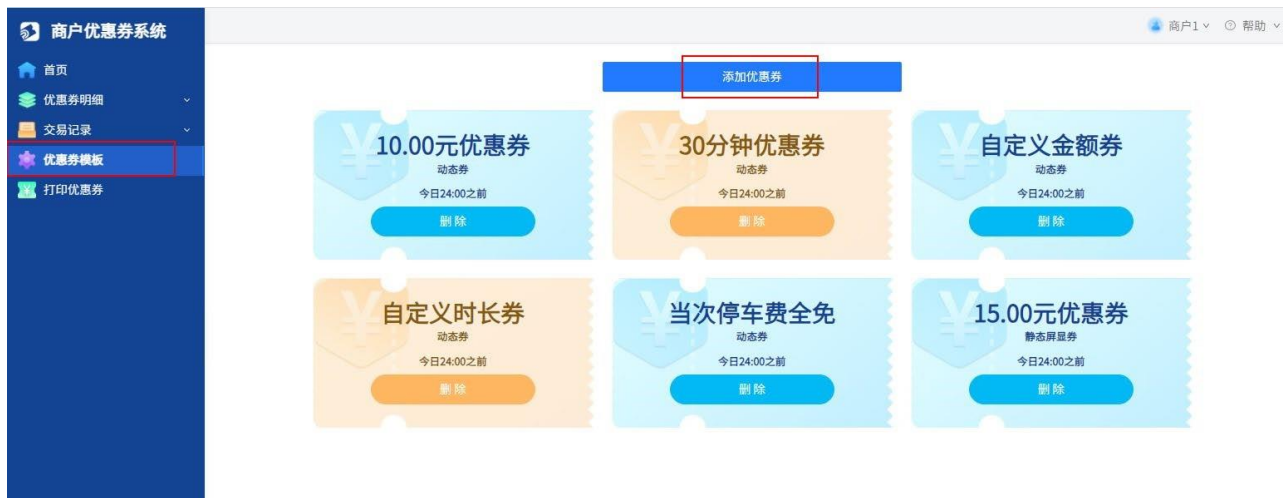 商户优惠券系统
商户1
帮助
首页
优惠券明细
交易记录
优惠券模板
打印优惠券
添加优惠券
10.00元优惠券
动态券
今日24:00之前
删除
30分钟优惠券
动态券
今日24:00之前
删除
自定义金额券
动态券
今日24:00之前
删除
自定义时长券
动态券
今日24:00之前
删除
当次停车费全免
动态券
今日24:00之前
删除
15.00元优惠券
静态屏显券
今日24:00之前
删除